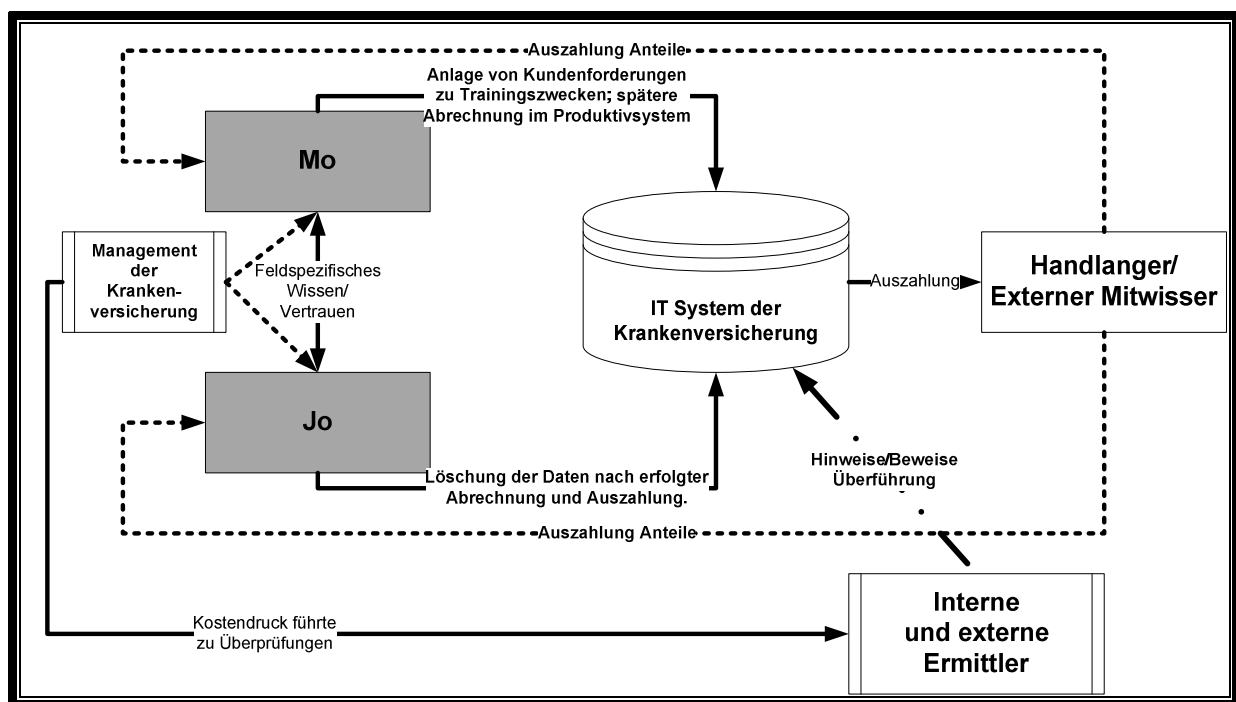 Auszahlung Anteile
Anlage von Kundenforderungen
zu Trainingszwecken; spätere
Abrechnung im Produktivsystem
Mo
Management
der
Kranken-
versicherung
Feldspezifisches
Wissen/
Vertrauen
IT System der
Krankenversicherung
Auszahlung
Handlanger/
Externer Mitwisser
Jo
Löschung der Daten nach erfolgter
Abrechnung und Auszahlung.
Hinweise/Beweise
Überführung
Auszahlung Anteile
Kostendruck führte
zu Überprüfungen
Interne
und externe
Ermittler